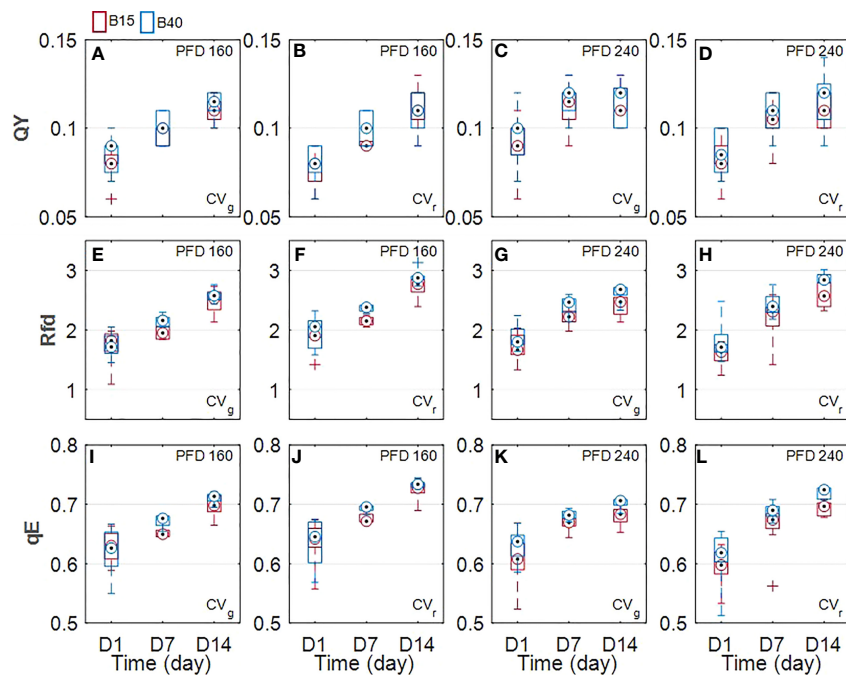 B15 B40
0.15 A PFD 160 0.15 B PFD 160 0.15 C PFD 240 0.15 D PFD 240
QY
0.1 0.1 0.1 0.1
0.05 CVg 0.05 CVr 0.05 CVg 0.05 CVr
E PFD 160 F PFD 160 G PFD 240 H PFD 240
3 3 3 3
Rfd
2 2 2 2
1 1 1 1
CVg CVr CVg CVr
0.8 I PFD 160 0.8 J PFD 160 0.8 K PFD 240 0.8 L PFD 240
0.7 0.7 0.7 0.7
qE
0.6 0.6 0.6 0.6
CVg CVr CVg CVr
0.5 0.5 0.5 0.5
D1 D7 D14 D1 D7 D14 D1 D7 D14 D1 D7 D14
Time (day) Time (day) Time (day) Time (day)